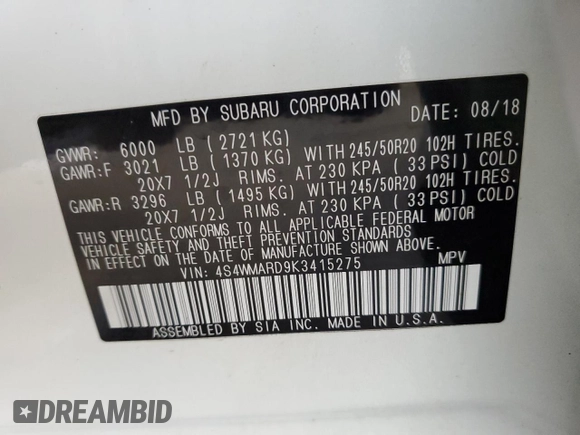 MFD BY SUBARU CORPORATION DATE: 08/18
GVWR: 6000 LB (2721 KG)
GAWR:F 3021 LB (1370 KG) WITH 245/50R20 102H TIRES.
20X7 1/2J RIMS. AT 230 KPA (33 PSI) COLD
GAWR:R 3296 LB (1495 KG) WITH 245/50R20 102H TIRES.
20X7 1/2J RIMS. AT 230 KPA (33 PSI) COLD
THIS VEHICLE CONFORMS TO ALL APPLICABLE FEDERAL MOTOR
VEHICLE SAFETY AND THEFT PREVENTION STANDARDS
IN EFFECT ON THE DATE OF MANUFACTURE SHOWN ABOVE.
VIN: 4S4WMARD9K3415275 MPV
ASSEMBLED BY SIA INC. MADE IN U.S.A.
DREAMBID